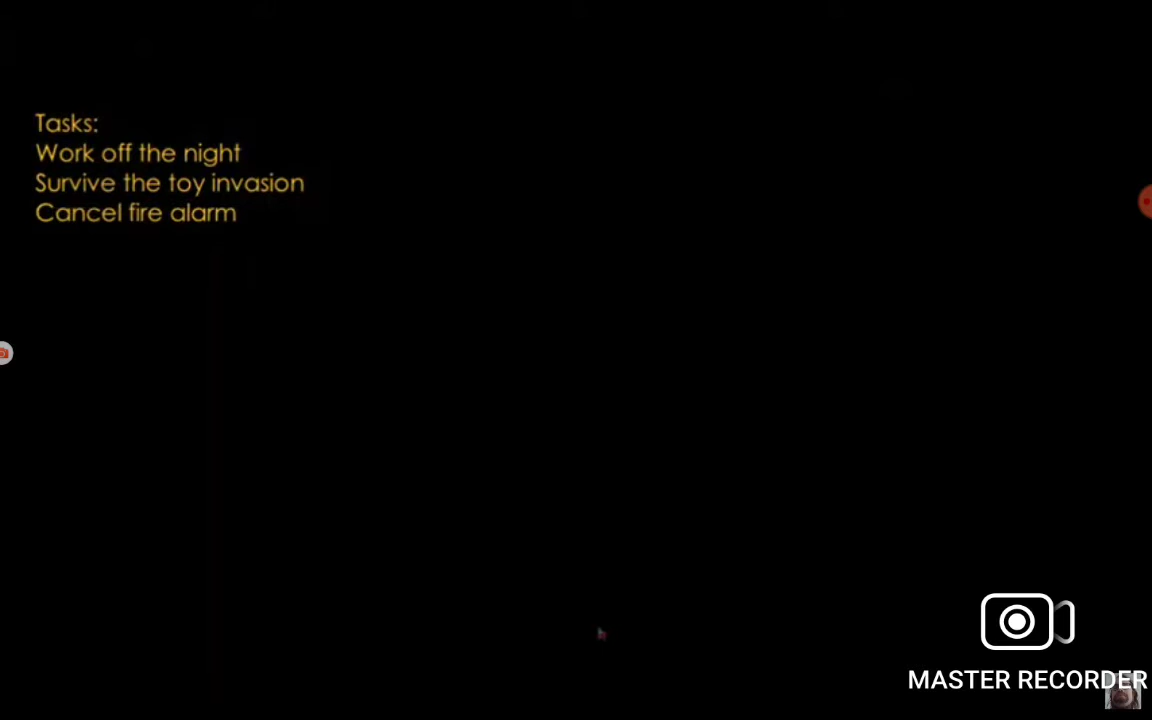 Tasks:
Work off the night
Survive the toy invasion
Cancel fire alarm
MASTER RECORDER